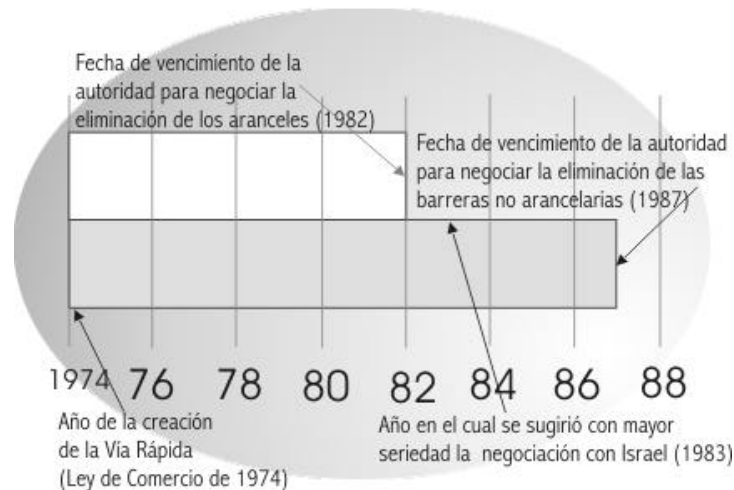 Fecha de vencimiento de la
autoridad para negociar la
eliminación de los aranceles (1982)
Fecha de vencimiento de la autoridad
para negociar la eliminación de las
barreras no arancelarias (1987)
1974 76 78 80 82 84 86 88
Año de la creación
de la Vía Rápida
(Ley de Comercio de 1974)
Año en el cual se sugirió con mayor
seriedad la negociación con Israel (1983)